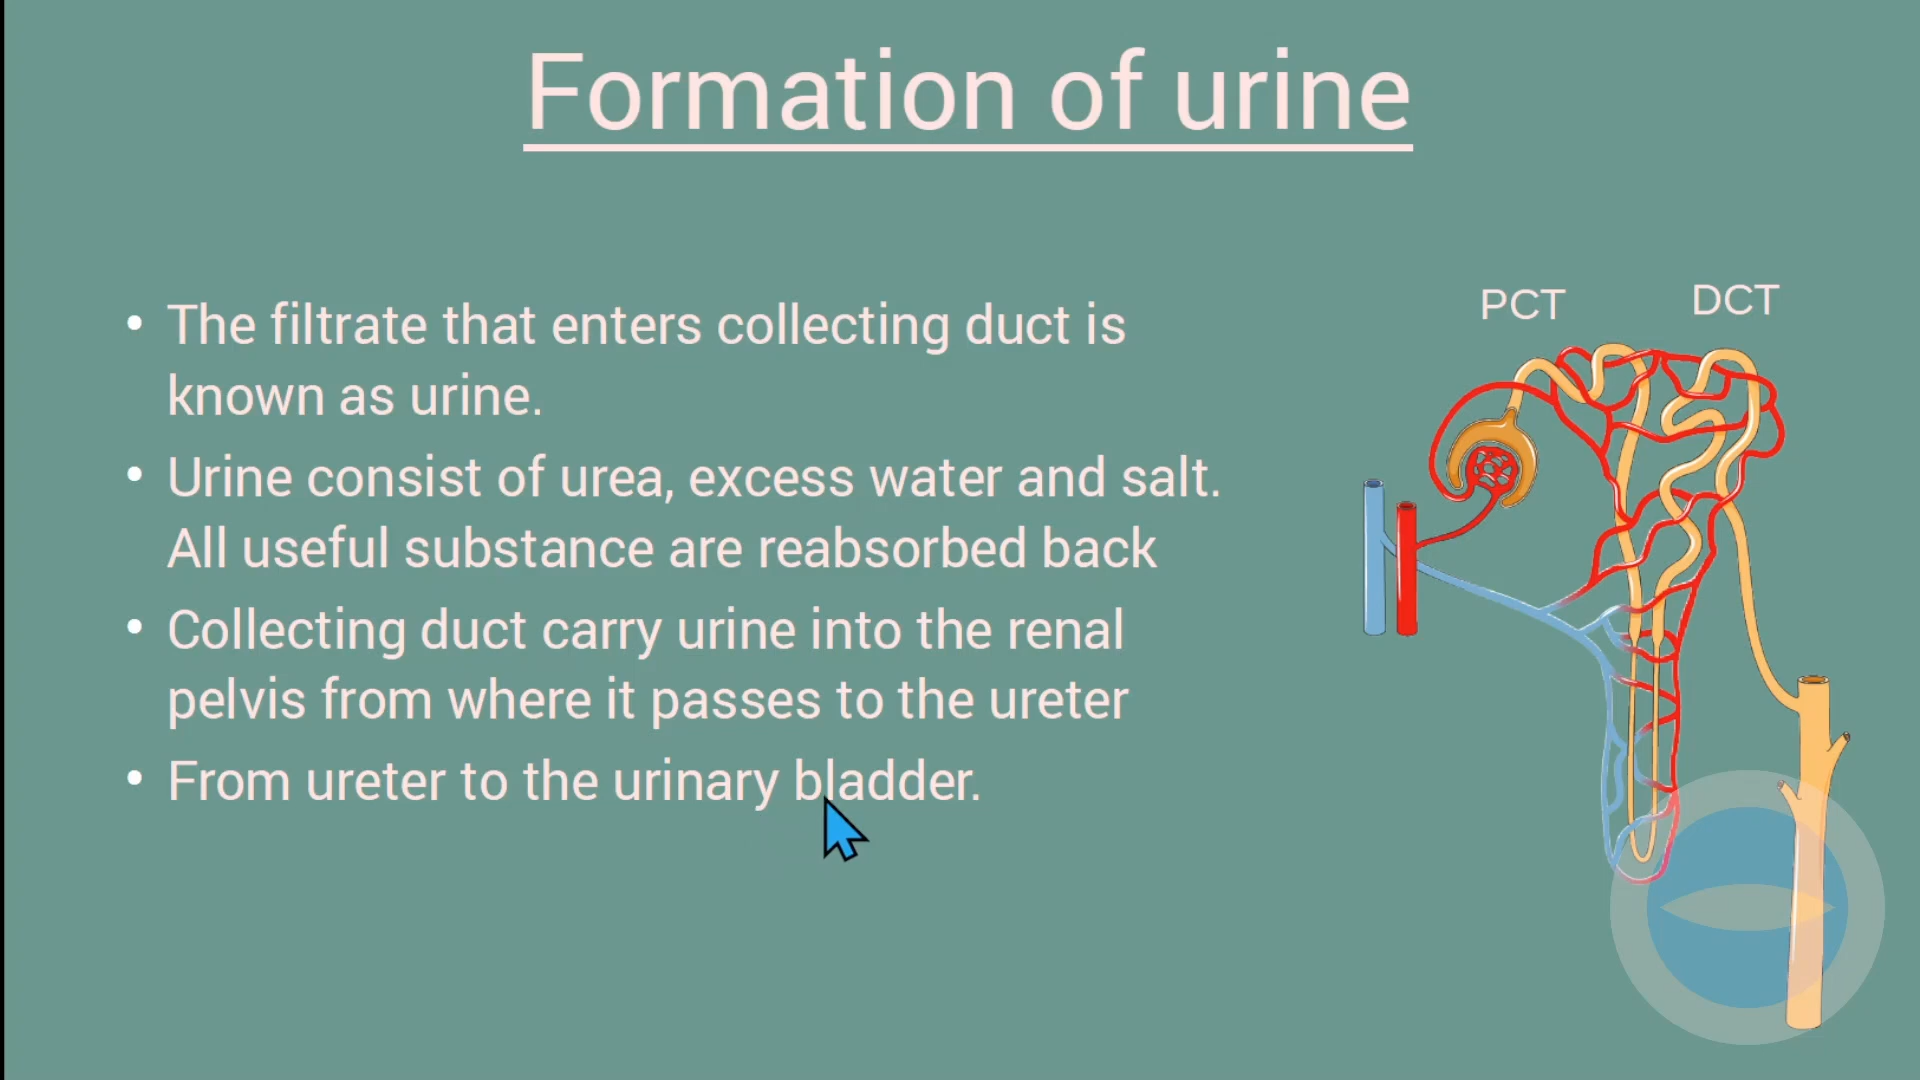 Formation of urine
PCT
DCT
• The filtrate that enters collecting duct is
known as urine.
• Urine consist of urea, excess water and salt.
All useful substance are reabsorbed back
• Collecting duct carry urine into the renal
pelvis from where it passes to the ureter
• From ureter to the urinary bladder.